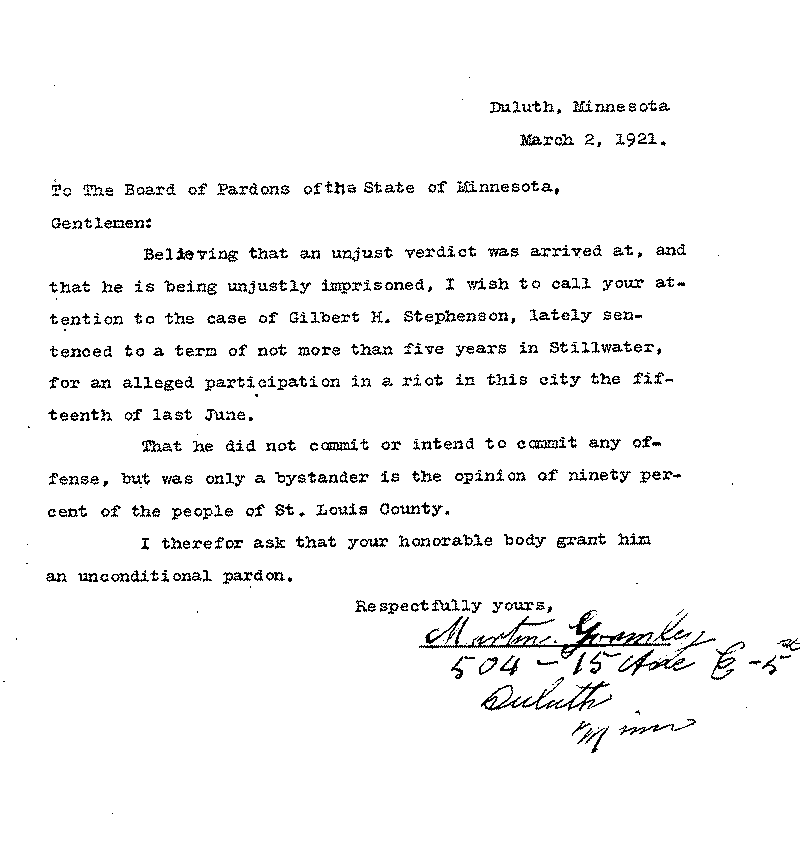 Duluth, Minnesota
March 2, 1921.
To The Board of Pardons ofthe State of Minnesota,
Gentlemen:
Believing that an unjust verdict was arrived at, and
that he is being unjustly imprisoned, I wish to call your at-
tention to the case of Gilbert H. Stephenson, lately sen-
tenced to a term of not more than five years in Stillwater,
for an alleged participation in a riot in this city the fif-
teenth of last June.
That he did not commit or intend to commit any of-
fense, but was only a bystander is the opinion of ninety per-
cent of the people of St. Louis County.
I therefor ask that your honorable body grant him
an unconditional pardon.
Respectfully yours,
Martin Gormley
504 - 15 Ave E - 5
Duluth
Minn